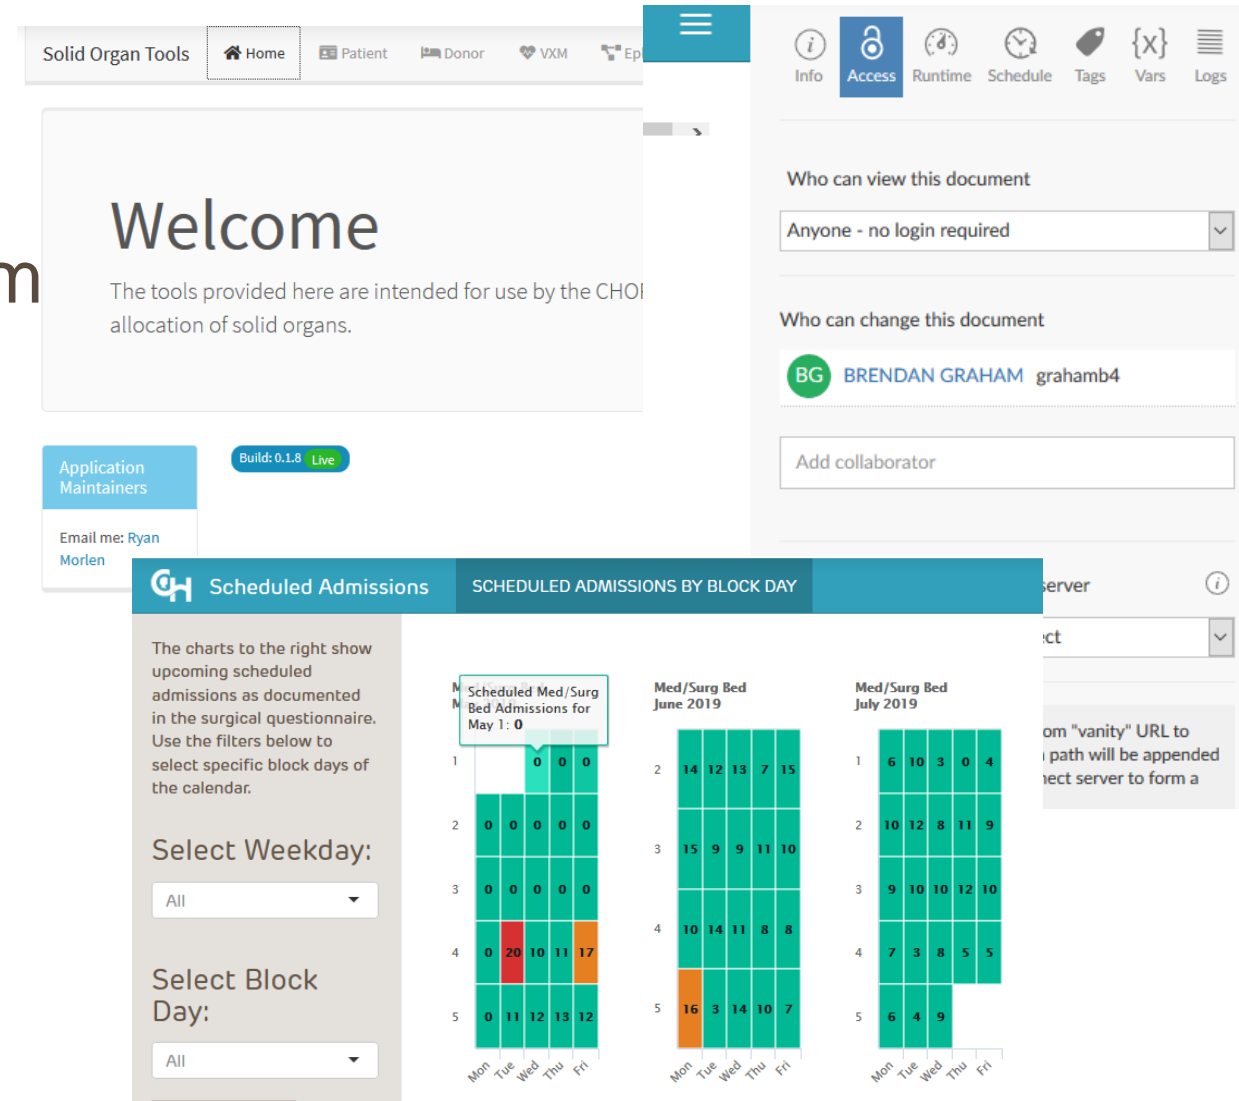 Solid Organ Tools Home Patient Donor VXM Ep
Welcome
m
The tools provided here are intended for use by the CHO
allocation of solid organs.
Application
Maintainers
Build: 0.1.8 Live
Email me: Ryan
Morlen
Info Access Runtime Schedule Tags {x} Vars Logs
Who can view this document
Anyone - no login required
Who can change this document
BG BRENDAN GRAHAM grahamb4
Add collaborator
server
ct
om "vanity" URL to
path will be appended
nect server to form a
CH Scheduled Admissions SCHEDULED ADMISSIONS BY BLOCK DAY
The charts to the right show
upcoming scheduled
admissions as documented
in the surgical questionnaire.
Use the filters below to
select specific block days of
the calendar.
Select Weekday:
All
Select Block
Day:
All
Scheduled Med/Surg
Bed Admissions for
May 1: 0
1 0 0 0
2 0 0 0 0 0
3 0 0 0 0 0
4 0 20 10 11 17
5 0 11 12 13 12
Mon Tue Wed Thu Fri
Med/Surg Bed
June 2019
2 14 12 13 7 15
3 15 9 9 11 10
4 10 14 11 8 8
5 16 3 14 10 7
Mon Tue Wed Thu Fri
Med/Surg Bed
July 2019
1 6 10 3 0 4
2 10 12 8 11 9
3 9 10 10 12 10
4 7 3 8 5 5
5 6 4 9
Mon Tue Wed Thu Fri